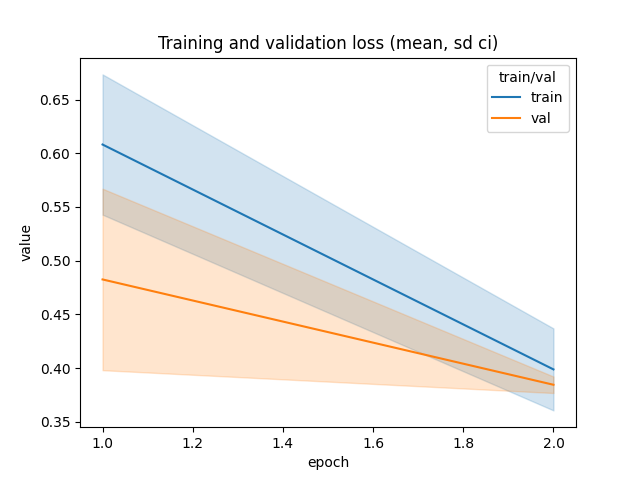 Training and validation loss (mean, sd ci)
train/val
train
val
value
0.65
0.60
0.55
0.50
0.45
0.40
0.35
1.0
1.2
1.4
1.6
1.8
2.0
epoch